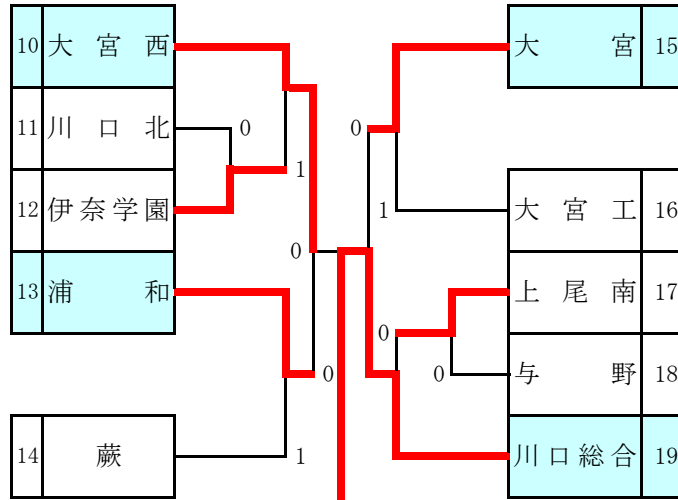 10 大宮西
11 川口北
0
1
12 伊奈学園
0
13 浦和
0
14 蕨
1
大宮 15
0
1
大宮工 16
上尾南 17
0
0
与野 18
川口総合 19